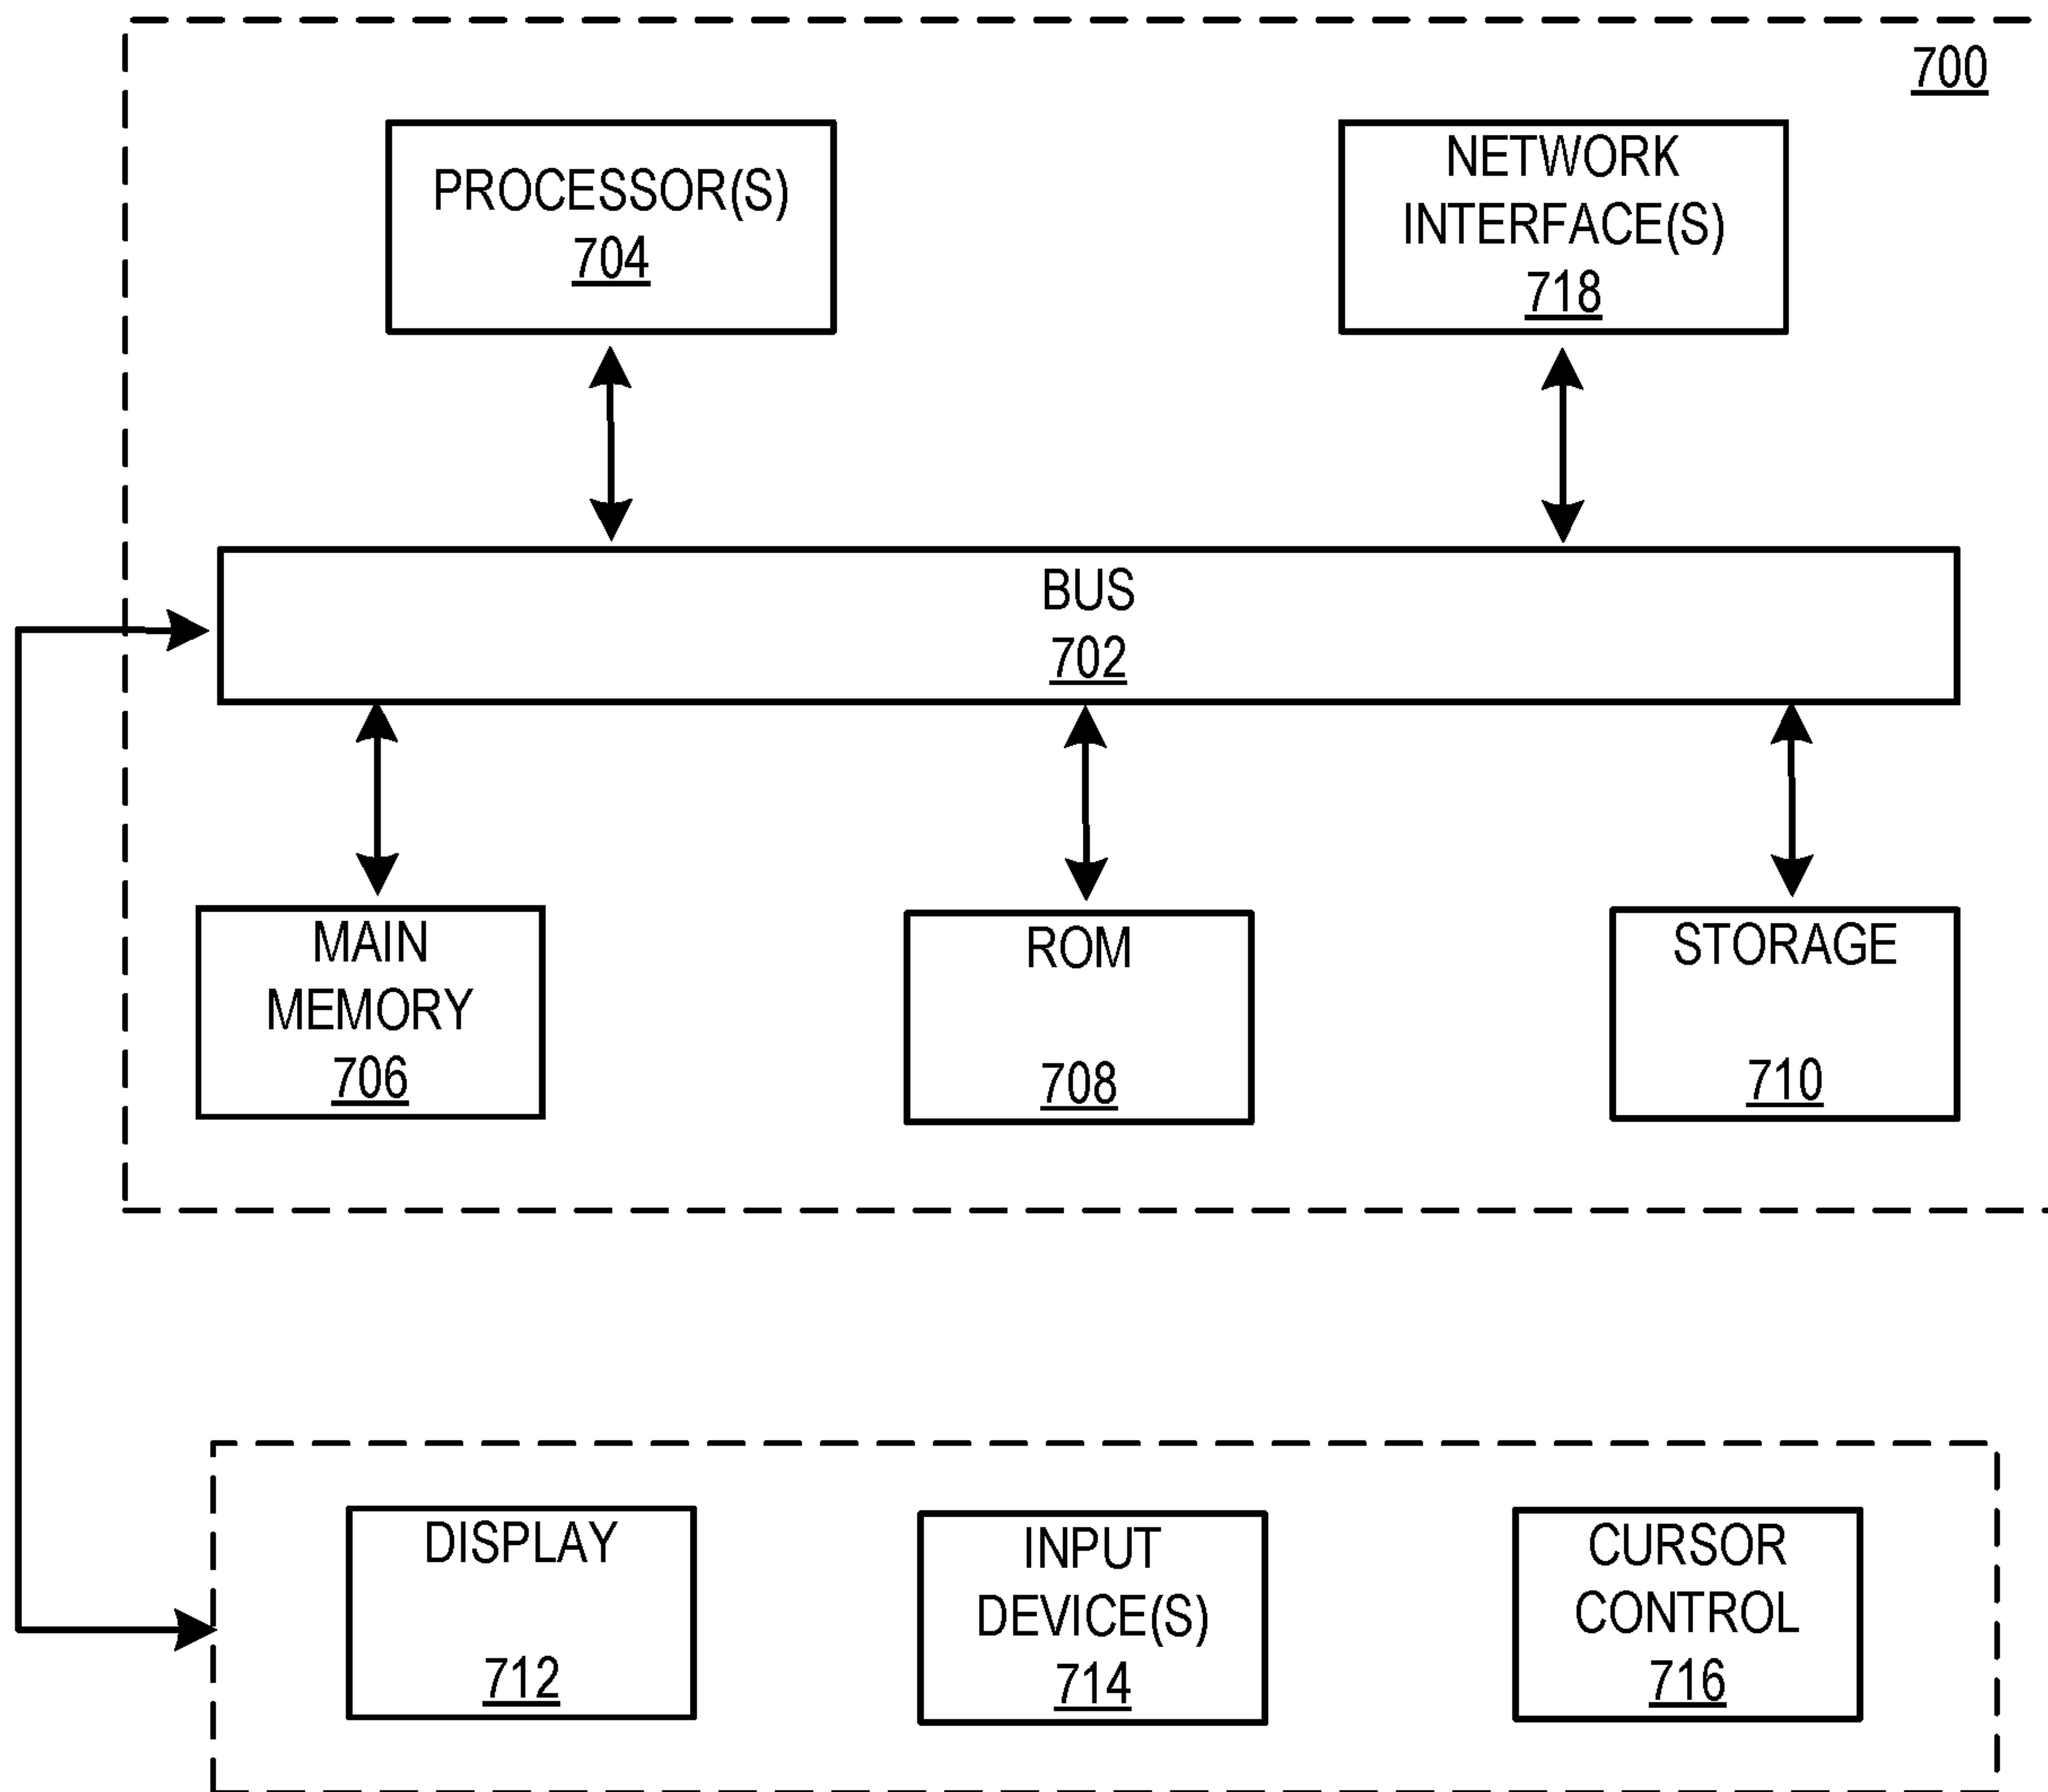 700
PROCESSOR(S)
704
NETWORK
INTERFACE(S)
718
BUS
702
MAIN
MEMORY
706
ROM
708
STORAGE
710
DISPLAY
712
INPUT
DEVICE(S)
714
CURSOR
CONTROL
716